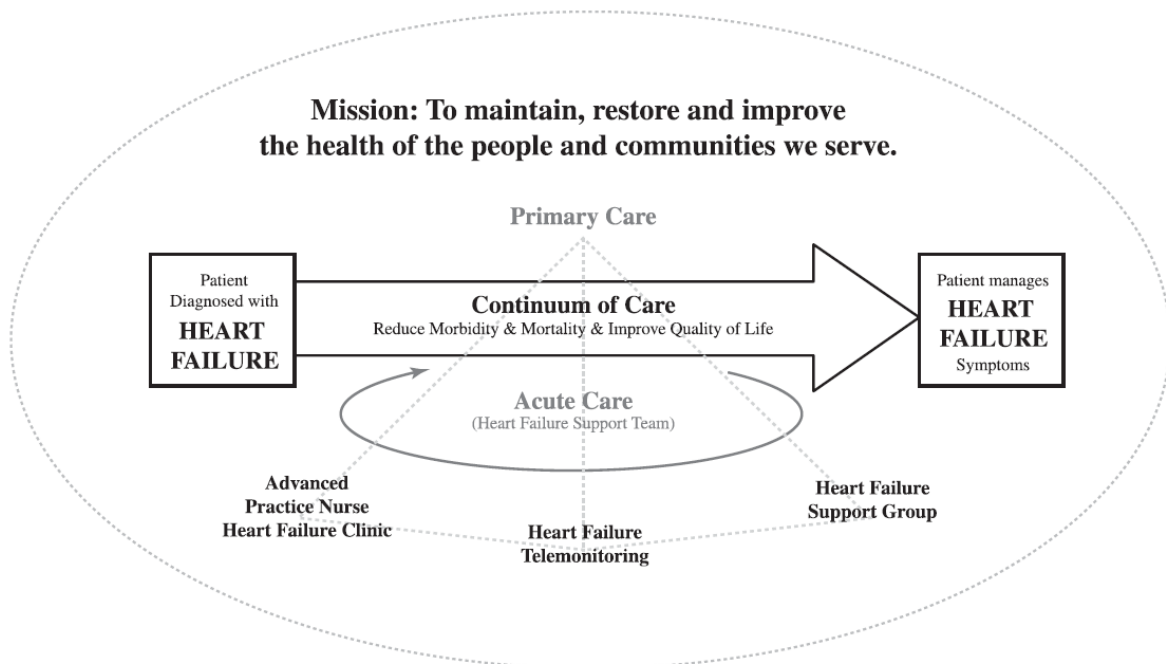 Mission: To maintain, restore and improve
the health of the people and communities we serve.
Primary Care
Patient
Diagnosed with
HEART
FAILURE
Continuum of Care
Reduce Morbidity & Mortality & Improve Quality of Life
Patient manages
HEART
FAILURE
Symptoms
Acute Care
(Heart Failure Support Team)
Advanced
Practice Nurse
Heart Failure Clinic
Heart Failure
Telemonitoring
Heart Failure
Support Group